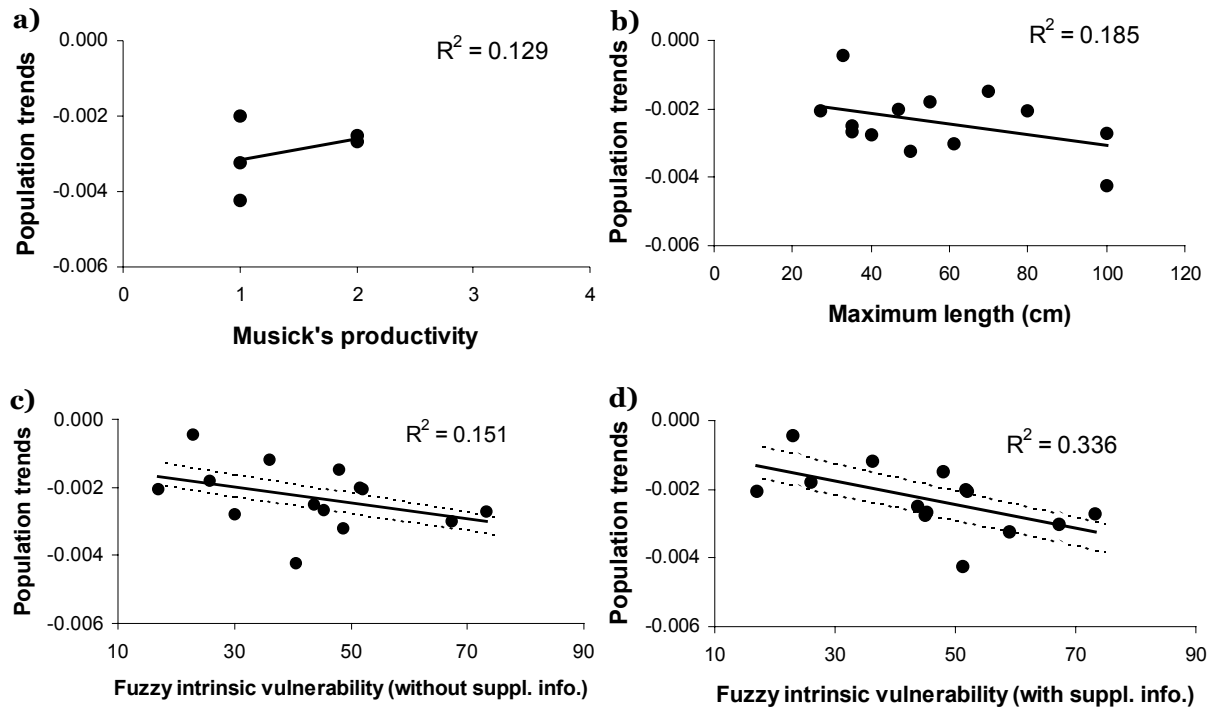 a)
R² = 0.129
0.000
-0.002
-0.004
-0.006
Population trends
0 1 2 3 4
Musick's productivity
b)
R² = 0.185
0.000
-0.002
-0.004
-0.006
Population trends
0 20 40 60 80 100 120
Maximum length (cm)
c)
R² = 0.151
0.000
-0.002
-0.004
-0.006
Population trends
10 30 50 70 90
Fuzzy intrinsic vulnerability (without suppl. info.)
d)
R² = 0.336
0.000
-0.002
-0.004
-0.006
Population trends
10 30 50 70 90
Fuzzy intrinsic vulnerability (with suppl. info.)